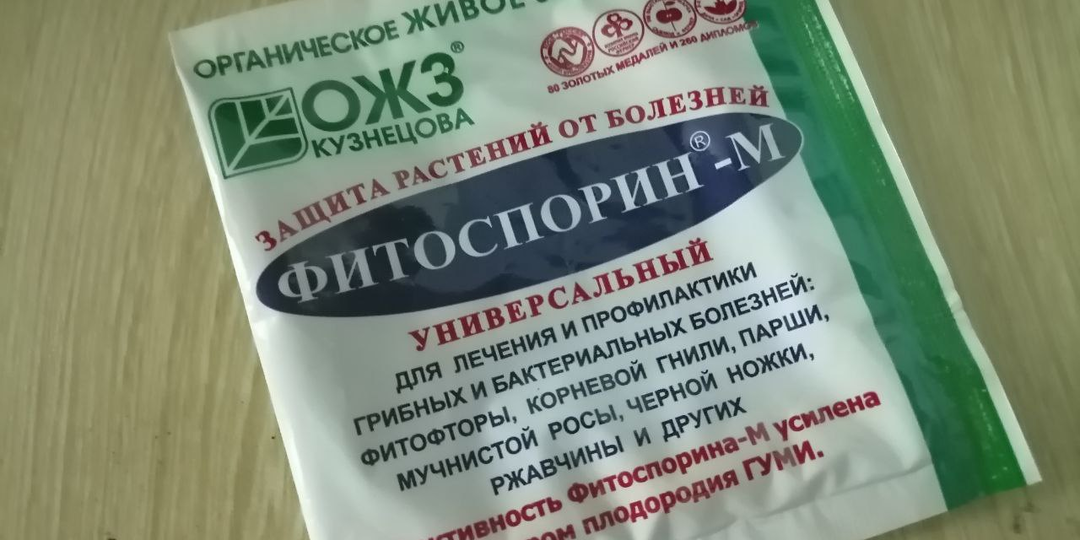 ОРГАНИЧЕСКОЕ ЖИВОЕ
ОЖЗ®
КУЗНЕЦОВА
80 ЗОЛОТЫХ МЕДАЛЕЙ И 260 ДИПЛОМОВ
ЗАЩИТА РАСТЕНИЙ ОТ БОЛЕЗНЕЙ
ФИТОСПОРИН®-М
УНИВЕРСАЛЬНЫЙ
ДЛЯ ЛЕЧЕНИЯ И ПРОФИЛАКТИКИ
ГРИБНЫХ И БАКТЕРИАЛЬНЫХ БОЛЕЗНЕЙ:
ФИТОФТОРЫ, КОРНЕВОЙ ГНИЛИ, ПАРШИ,
МУЧНИСТОЙ РОСЫ, ЧЕРНОЙ НОЖКИ,
РЖАВЧИНЫ И ДРУГИХ
Фитоспорина-М усилена
плодородия ГУМИ.